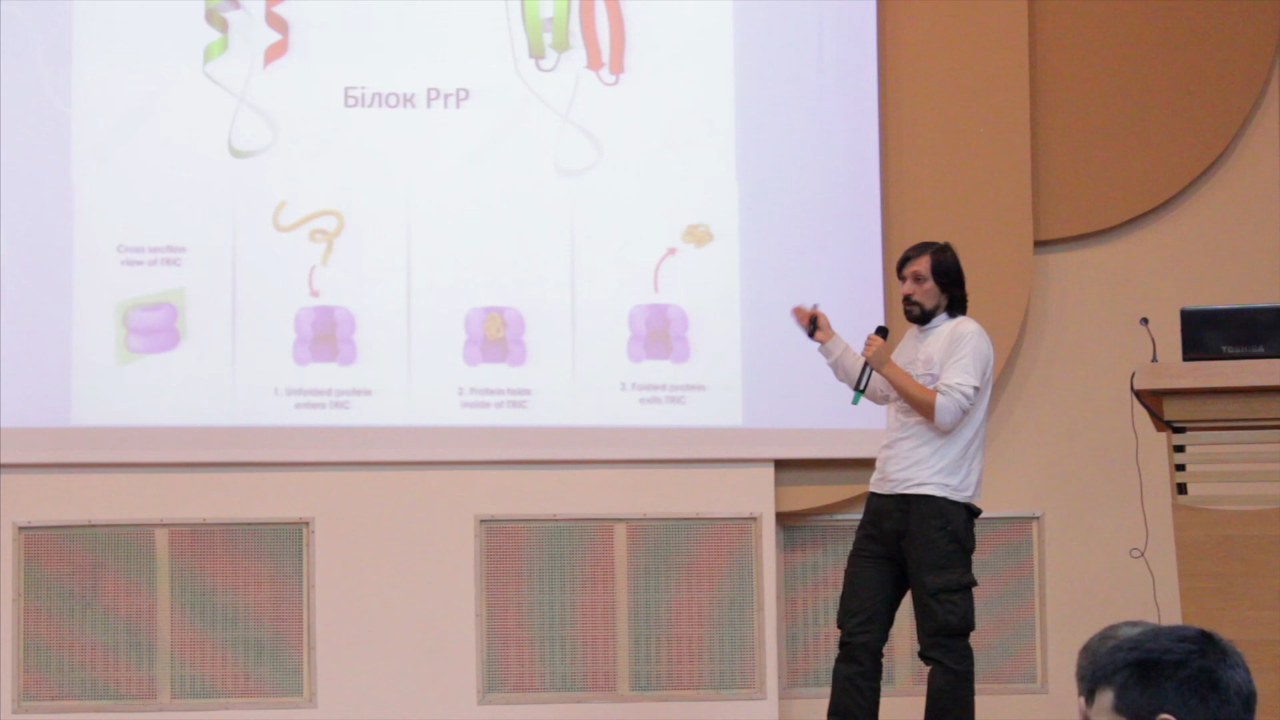 Білок PrP
Cross section
view of TRiC
1. Unfolded protein
enters TRiC
2. Protein folds
inside of TRiC
3. Folded protein
exits TRiC
TOSHIBA